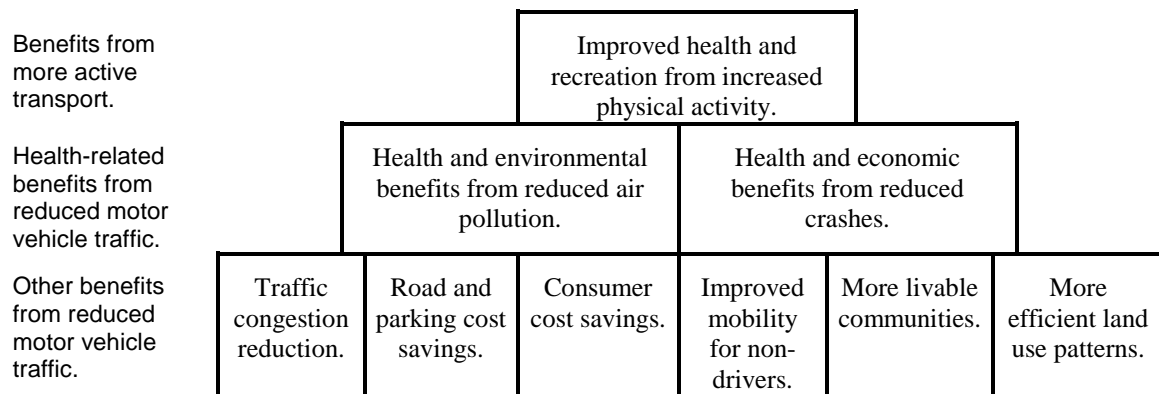 Benefits from
more active
transport.
Improved health and
recreation from increased
physical activity.
Health-related
benefits from
reduced motor
vehicle traffic.
Health and environmental
benefits from reduced air
pollution.
Health and economic
benefits from reduced
crashes.
Other benefits
from reduced
motor vehicle
traffic.
Traffic
congestion
reduction.
Road and
parking cost
savings.
Consumer
cost savings.
Improved
mobility
for non-
drivers.
More livable
communities.
More
efficient land
use patterns.